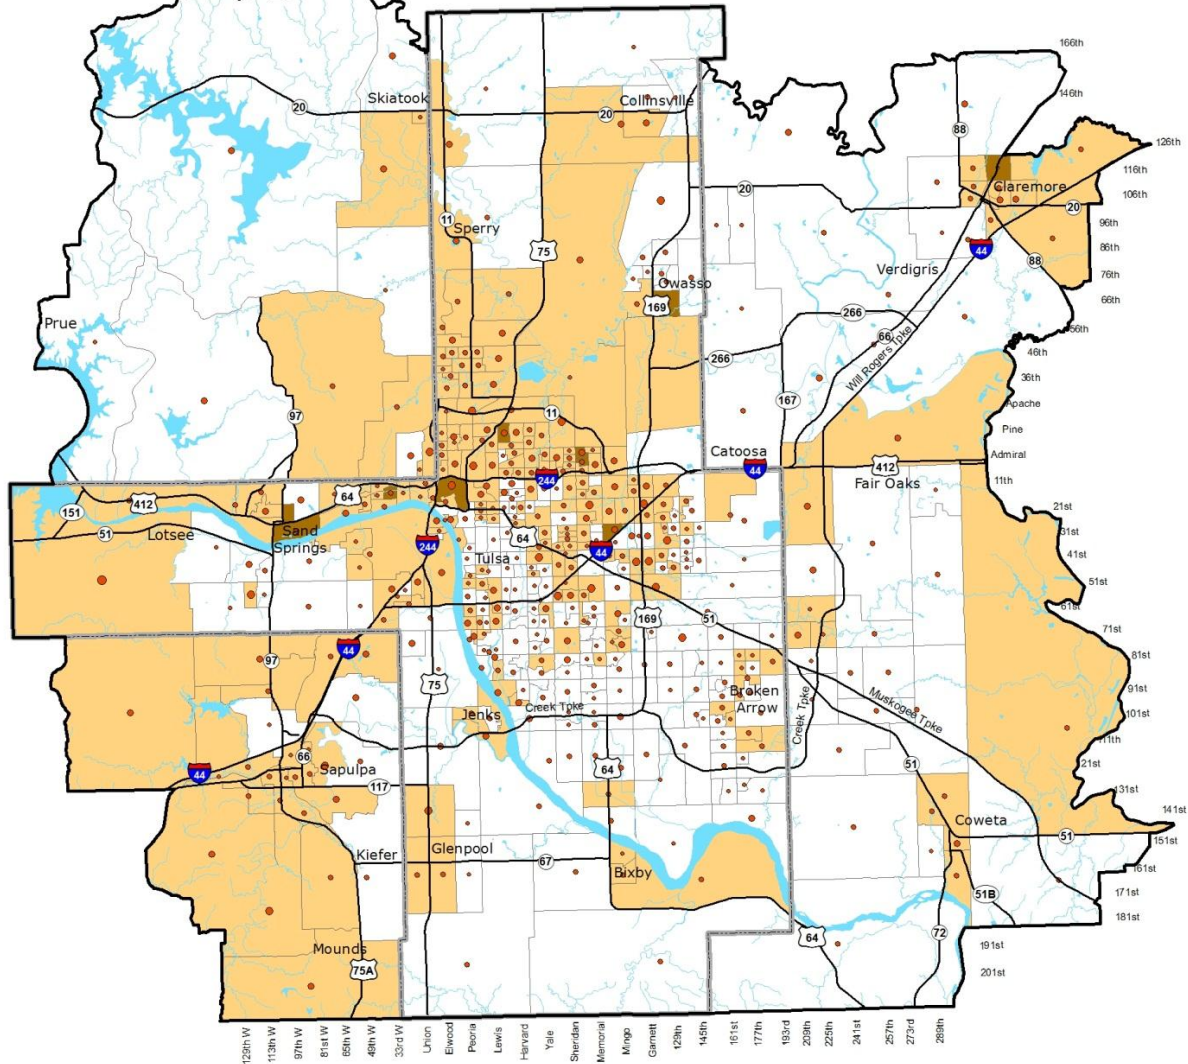 166th
146th
Skiatook
Collinsville
20
20
88
126th
116th
106th
20
Claremore
20
11
Sperry
75
96th
86th
44
88
76th
66th
Verdigris
Owasso
169
266
66
Will Rogers Tpke
56th
46th
36th
Prue
266
97
167
Apache
Pine
11
Catoosa
44
412
Admiral
Fair Oaks
11th
244
64
412
151
51
Lotsee
Sand
Springs
21st
31st
41st
51st
61st
64
244
44
Tulsa
169
51
71st
81st
91st
101st
44
97
75
Broken
Arrow
Creek Tpke
Muskogee Tpke
Jenks
Creek Tpke
11th
21st
44
66
Sapulpa
117
64
51
131st
141st
151st
161st
Coweta
51
Kiefer
Glenpool
67
Bixby
51B
171st
181st
72
64
191st
201st
Mounds
75A
129th W
113th W
97th W
81st W
65th W
49th W
33rd W
Union
Elwood
Peoria
Lewis
Harvard
Yale
Sheridan
Memorial
Mingo
Garnett
129th
145th
161st
177th
193rd
209th
225th
241st
257th
273rd
289th